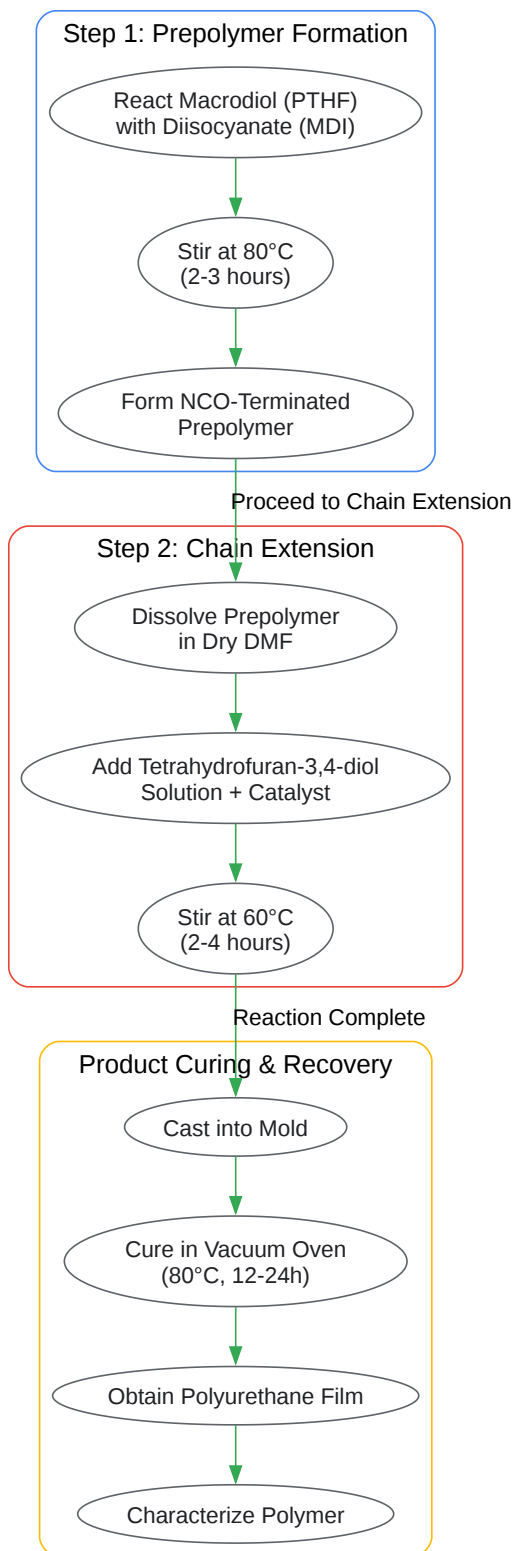 Step 1: Prepolymer Formation
React Macrodiol (PTHF)
with Diisocyanate (MDI)
Stir at 80°C
(2-3 hours)
Form NCO-Terminated
Prepolymer
Proceed to Chain Extension
Step 2: Chain Extension
Dissolve Prepolymer
in Dry DMF
Add Tetrahydrofuran-3,4-diol
Solution + Catalyst
Stir at 60°C
(2-4 hours)
Reaction Complete
Product Curing & Recovery
Cast into Mold
Cure in Vacuum Oven
(80°C, 12-24h)
Obtain Polyurethane Film
Characterize Polymer